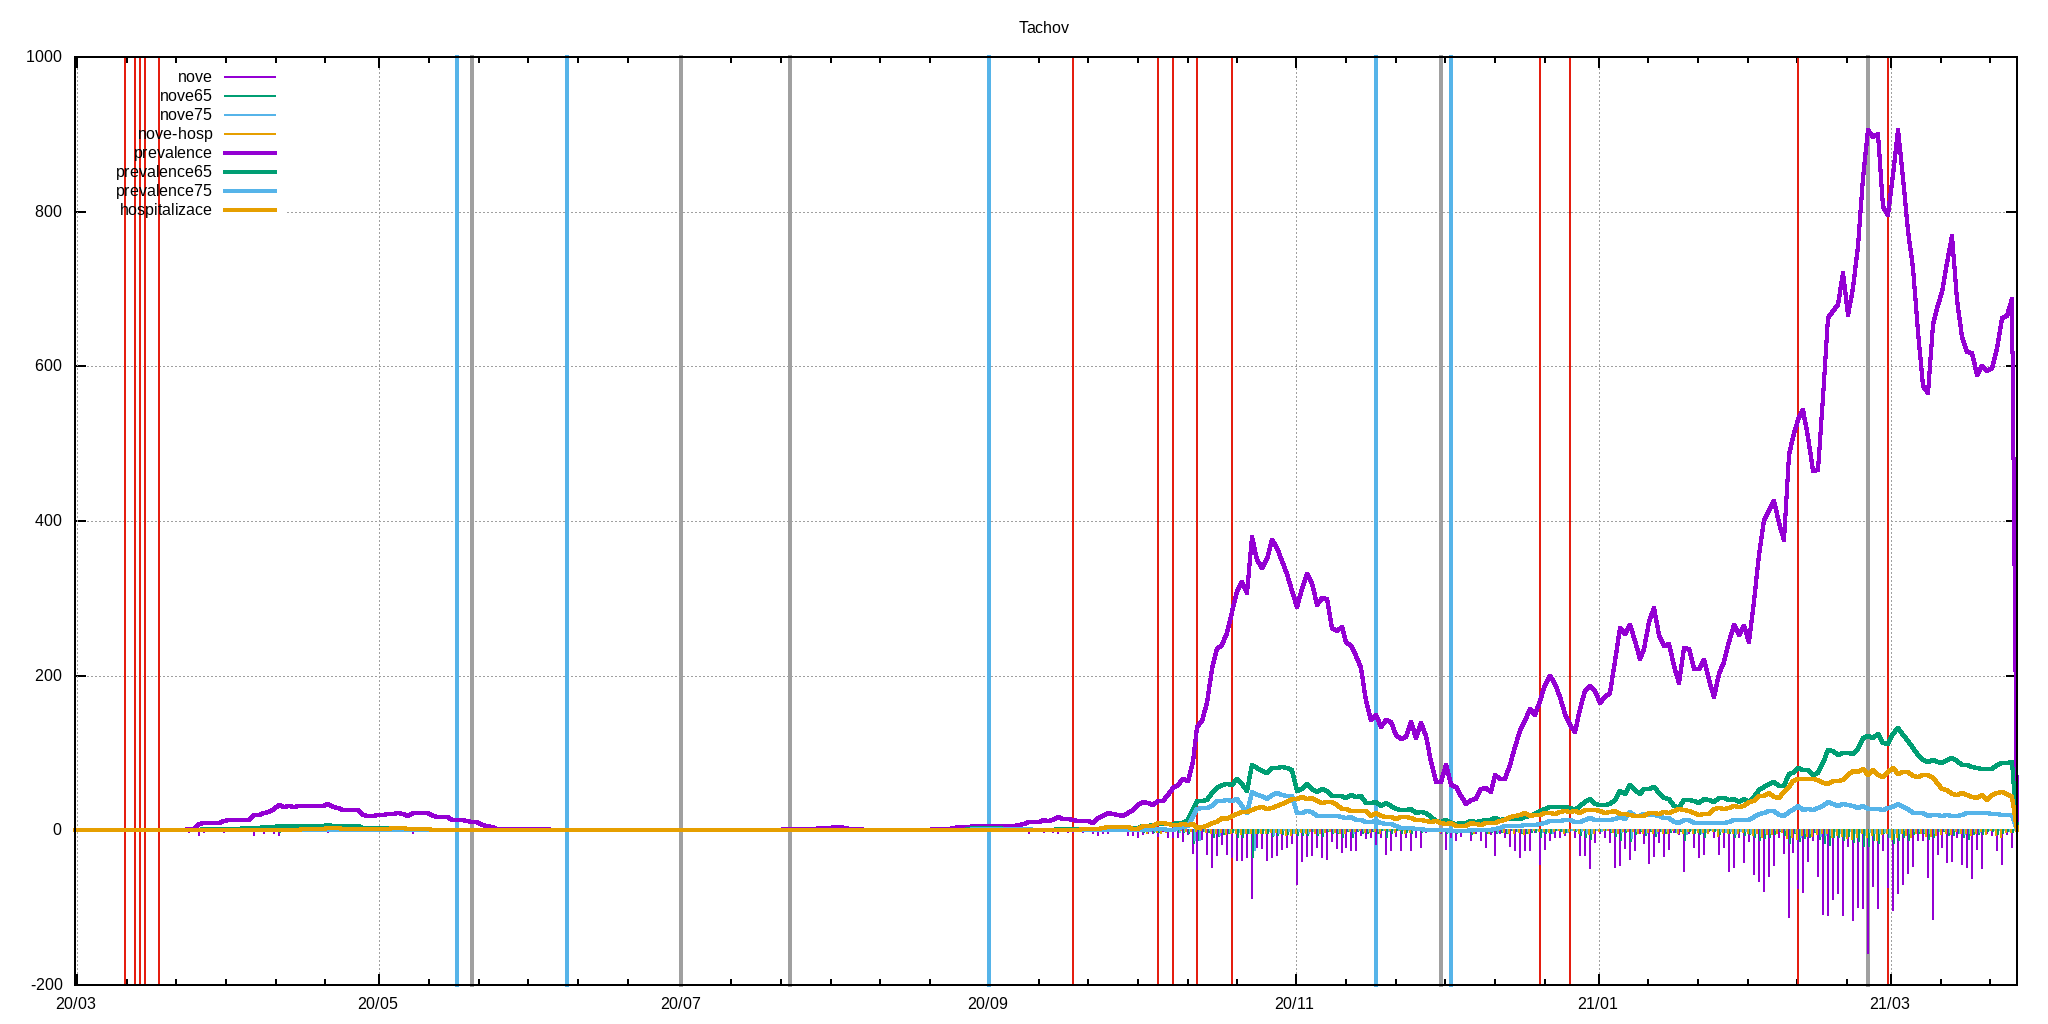 Tachov
1000
800
600
400
200
0
-200
nove
nove65
nove75
nove-hosp
prevalence
prevalence65
prevalence75
hospitalizace
20/03 20/05 20/07 20/09 20/11 21/01 21/03